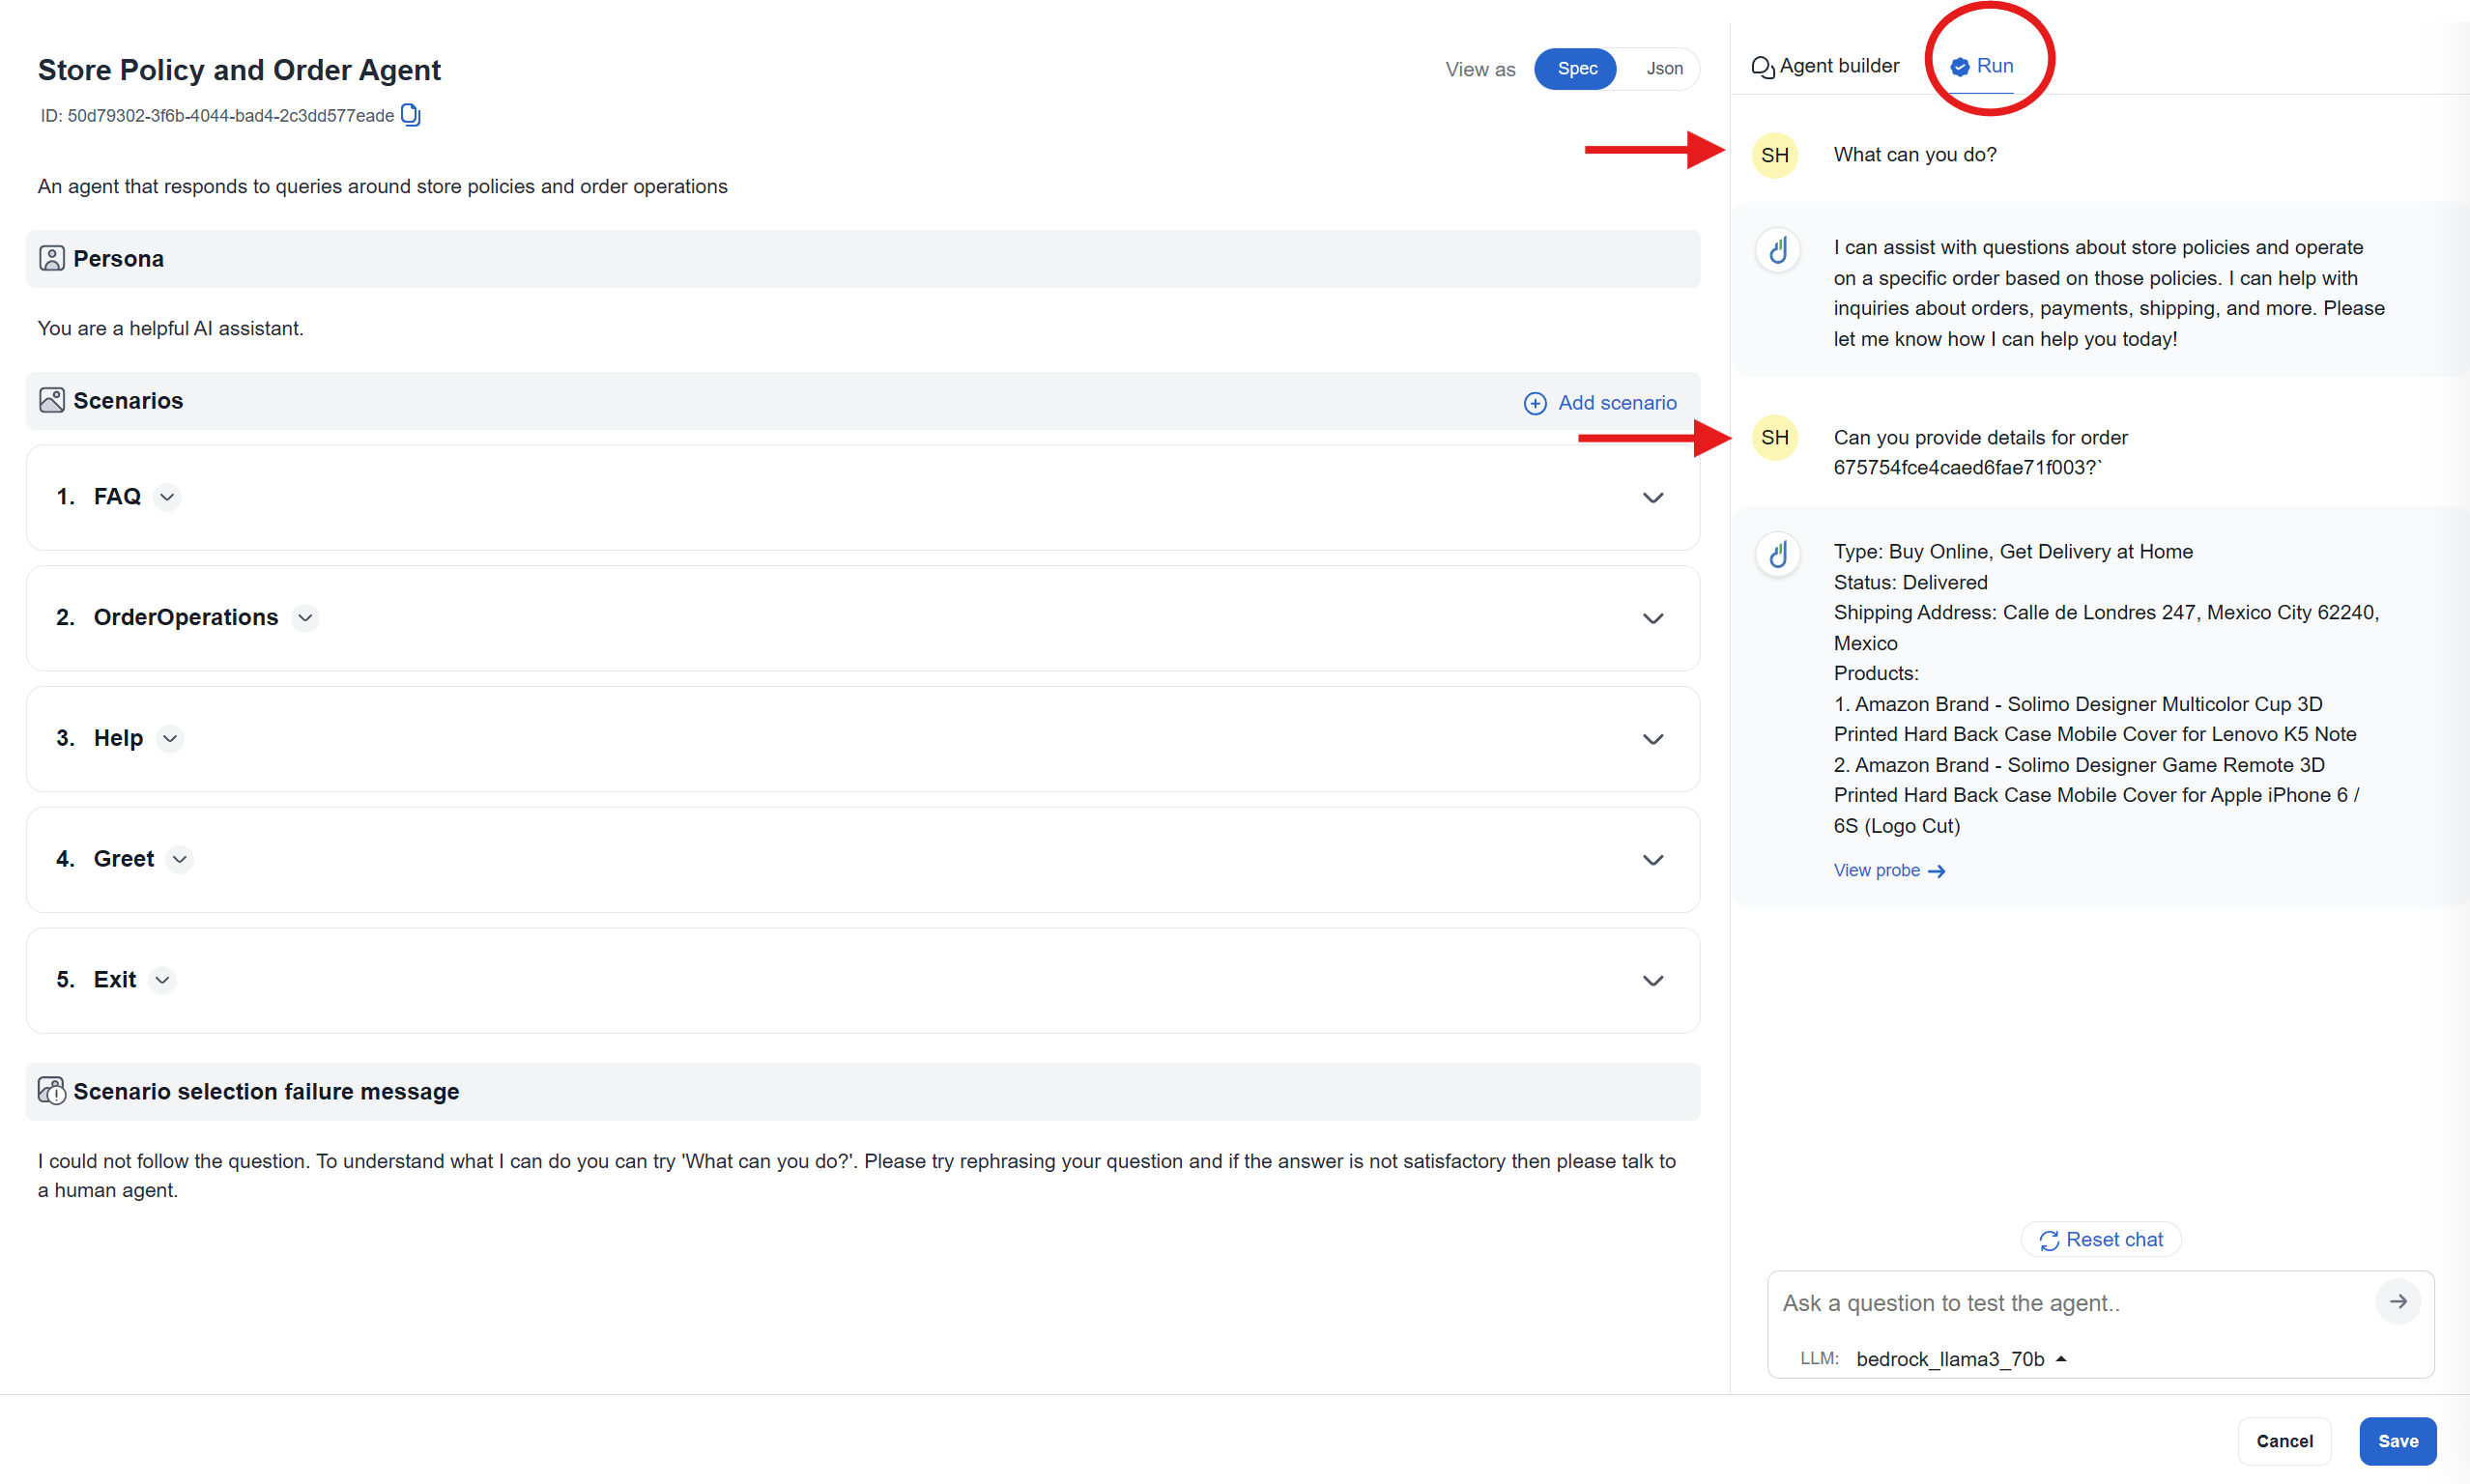 Store Policy and Order Agent
ID: 50d79302-3f6b-4044-bad4-2c3dd577eade
View as Spec Json
An agent that responds to queries around store policies and order operations
Persona
You are a helpful AI assistant.
Scenarios
Add scenario
1. FAQ
2. OrderOperations
3. Help
4. Greet
5. Exit
Scenario selection failure message
I could not follow the question. To understand what I can do you can try 'What can you do?'. Please try rephrasing your question and if the answer is not satisfactory then please talk to
a human agent.
Agent builder Run
SH What can you do?
I can assist with questions about store policies and operate
on a specific order based on those policies. I can help with
inquiries about orders, payments, shipping, and more. Please
let me know how I can help you today!
SH Can you provide details for order
675754fce4caed6fae71f003?`
Type: Buy Online, Get Delivery at Home
Status: Delivered
Shipping Address: Calle de Londres 247, Mexico City 62240,
Mexico
Products:
1. Amazon Brand - Solimo Designer Multicolor Cup 3D
Printed Hard Back Case Mobile Cover for Lenovo K5 Note
2. Amazon Brand - Solimo Designer Game Remote 3D
Printed Hard Back Case Mobile Cover for Apple iPhone 6 /
6S (Logo Cut)
View probe
Reset chat
Ask a question to test the agent..
LLM: bedrock_llama3_70b
Cancel Save